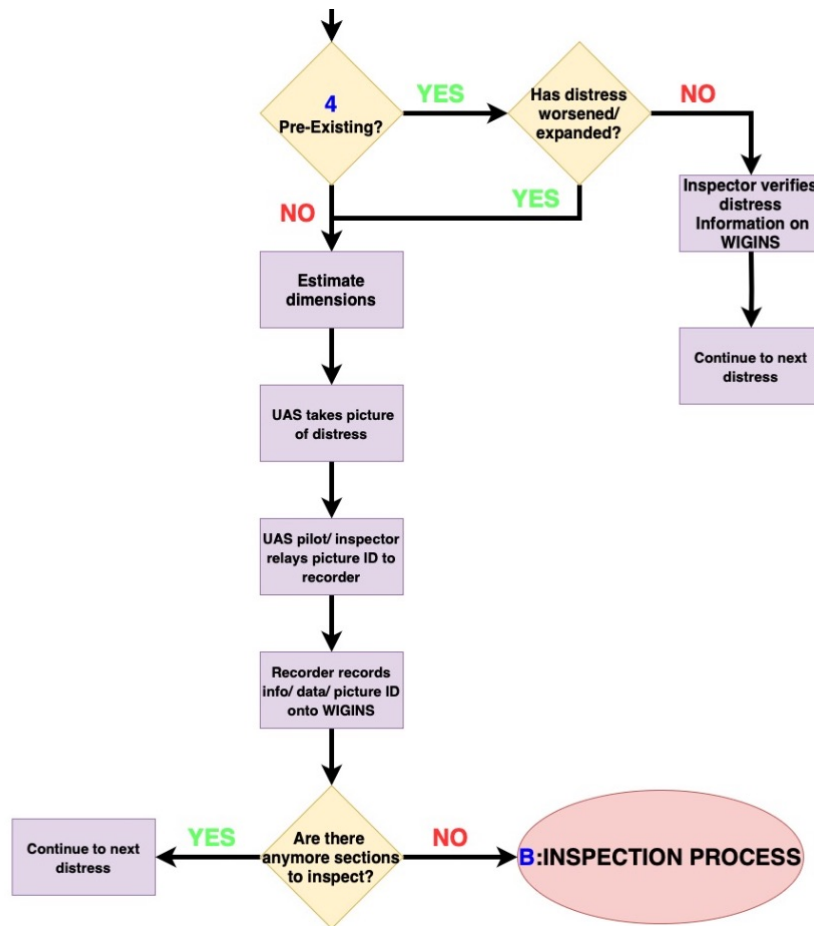 4
Pre-Existing?
YES
Has distress
worsened/
expanded?
NO
Inspector verifies
distress
Information on
WIGINS
Continue to next
distress
YES
NO
Estimate
dimensions
UAS takes picture
of distress
UAS pilot/ inspector
relays picture ID to
recorder
Recorder records
info/ data/ picture ID
onto WIGINS
Are there
anymore sections
to inspect?
YES
Continue to next
distress
NO
B:INSPECTION PROCESS